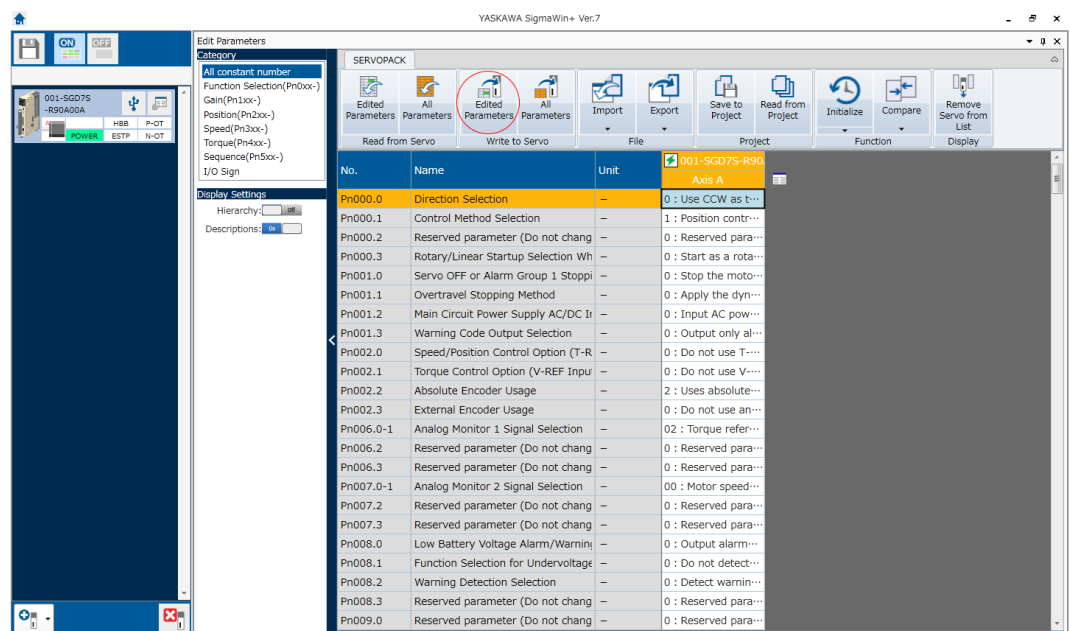 YASKAWA SigmaWin+ Ver.7
ON OFF
001-SGD7S
-R90A00A
HBB P-OT
POWER ESTP N-OT
Edit Parameters
Category
All constant number
Function Selection(Pn0xx-)
Gain(Pn1xx-)
Position(Pn2xx-)
Speed(Pn3xx-)
Torque(Pn4xx-)
Sequence(Pn5xx-)
I/O Sign
Display Settings
Hierarchy: off
Descriptions: On
SERVOPACK
Edited Parameters
All Parameters
Read from Servo
Edited Parameters
All Parameters
Write to Servo
Import
Export
File
Save to Project
Read from Project
Project
Initialize
Compare
Function
Remove Servo from List
Display
No. Name Unit 001-SGD7S-R90
Axis A
Pn000.0 Direction Selection − 0 : Use CCW as t···
Pn000.1 Control Method Selection − 1 : Position contr···
Pn000.2 Reserved parameter (Do not chang − 0 : Reserved para···
Pn000.3 Rotary/Linear Startup Selection Wh − 0 : Start as a rota···
Pn001.0 Servo OFF or Alarm Group 1 Stoppi − 0 : Stop the moto···
Pn001.1 Overtravel Stopping Method − 0 : Apply the dyn···
Pn001.2 Main Circuit Power Supply AC/DC In − 0 : Input AC pow···
Pn001.3 Warning Code Output Selection − 0 : Output only al···
Pn002.0 Speed/Position Control Option (T-R − 0 : Do not use T-···
Pn002.1 Torque Control Option (V-REF Input − 0 : Do not use V-···
Pn002.2 Absolute Encoder Usage − 2 : Uses absolute···
Pn002.3 External Encoder Usage − 0 : Do not use an···
Pn006.0-1 Analog Monitor 1 Signal Selection − 02 : Torque refer···
Pn006.2 Reserved parameter (Do not chang − 0 : Reserved para···
Pn006.3 Reserved parameter (Do not chang − 0 : Reserved para···
Pn007.0-1 Analog Monitor 2 Signal Selection − 00 : Motor speed···
Pn007.2 Reserved parameter (Do not chang − 0 : Reserved para···
Pn007.3 Reserved parameter (Do not chang − 0 : Reserved para···
Pn008.0 Low Battery Voltage Alarm/Warning − 0 : Output alarm···
Pn008.1 Function Selection for Undervoltage − 0 : Do not detect···
Pn008.2 Warning Detection Selection − 0 : Detect warnin···
Pn008.3 Reserved parameter (Do not chang − 0 : Reserved para···
Pn009.0 Reserved parameter (Do not chang − 0 : Reserved para···